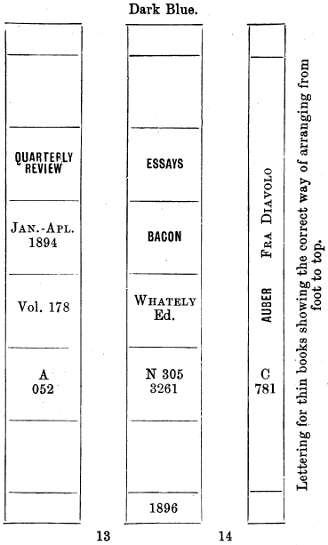 Dark Blue.
QUARTERLY
REVIEW
JAN.-APL.
1894
Vol. 178
A
052
ESSAYS
BACON
WHATELY
Ed.
N 305
3261
1896
AUBER FRA DIAVOLO
C
781
Lettering for thin books showing the correct way of arranging from
foot to top.
13
14